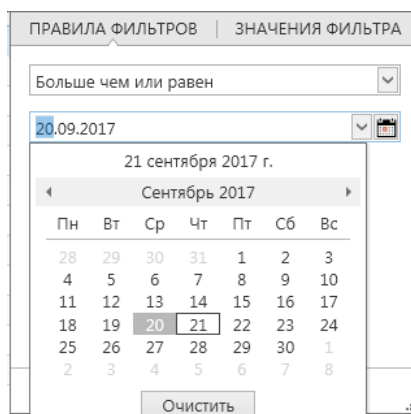 ПРАВИЛА ФИЛЬТРОВ | ЗНАЧЕНИЯ ФИЛЬТРА
Больше чем или равен
20.09.2017
21 сентября 2017 г.
Сентябрь 2017
Пн Вт Ср Чт Пт Сб Вс
28 29 30 31 1 2 3
4 5 6 7 8 9 10
11 12 13 14 15 16 17
18 19 20 21 22 23 24
25 26 27 28 29 30 1
2 3 4 5 6 7 8
Очистить